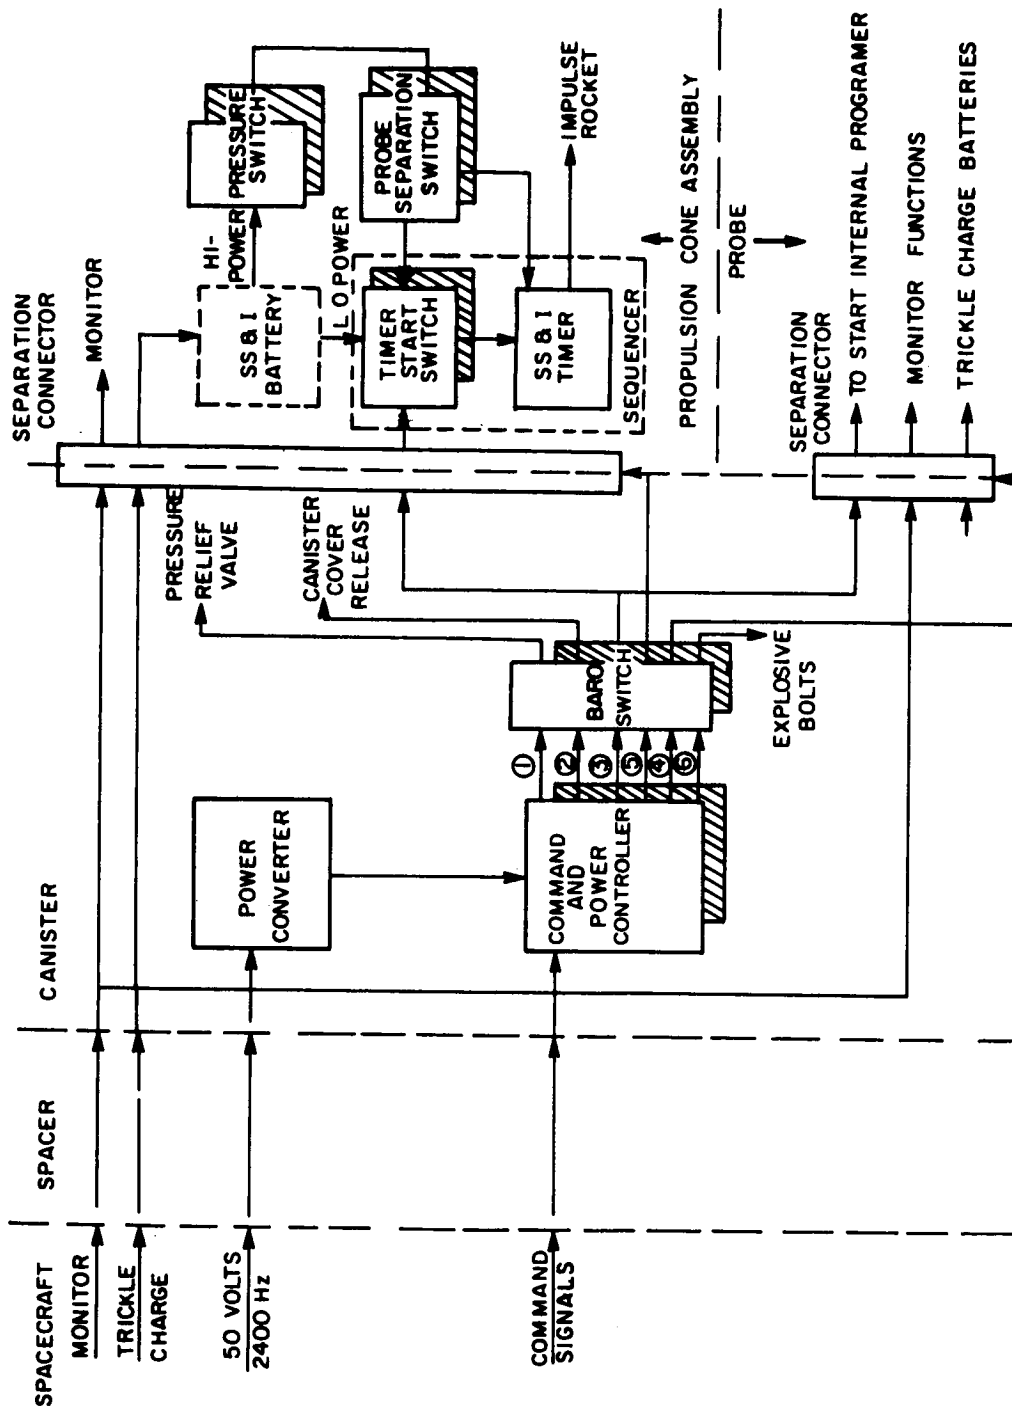 SPACECRAFT
SPACER
CANISTER
MONITOR
TRICKLE
CHARGE
50 VOLTS
2400 Hz
COMMAND
SIGNALS
POWER
CONVERTER
COMMAND
AND
POWER
CONTROLLER
①
②
③
⑤
④
⑥
BARO
SWITCH
PRESSURE
RELIEF
VALVE
CANISTER
COVER
RELEASE
EXPLOSIVE
BOLTS
SEPARATION
CONNECTOR
MONITOR
SS & I
BATTERY
HI-
POWER
LO POWER
PRESSURE
SWITCH
PROBE
SEPARATION
SWITCH
TIMER
START
SWITCH
SS & I
TIMER
SEQUENCER
IMPULSE
ROCKET
PROPULSION CONE ASSEMBLY
PROBE
SEPARATION
CONNECTOR
TO START INTERNAL PROGRAMER
MONITOR FUNCTIONS
TRICKLE CHARGE BATTERIES